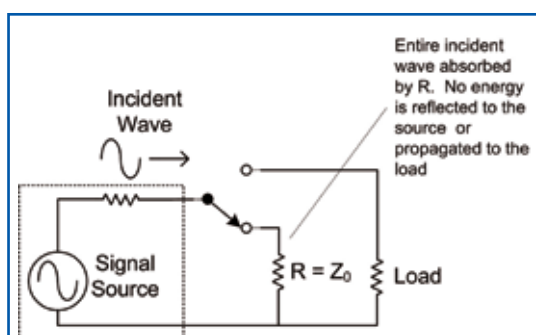 Entire incident
wave absorbed
by R. No energy
is reflected to the
source or
propagated to the
load
Incident
Wave
Signal
Source
R = Z₀
Load